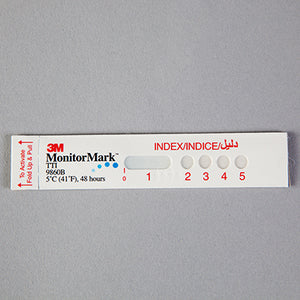 To Activate
Fold Up & Pull
3M
MonitorMark™
TTI
9860B
5°C (41°F), 48 hours
INDEX/INDICE/دليل
0 1 2 3 4 5